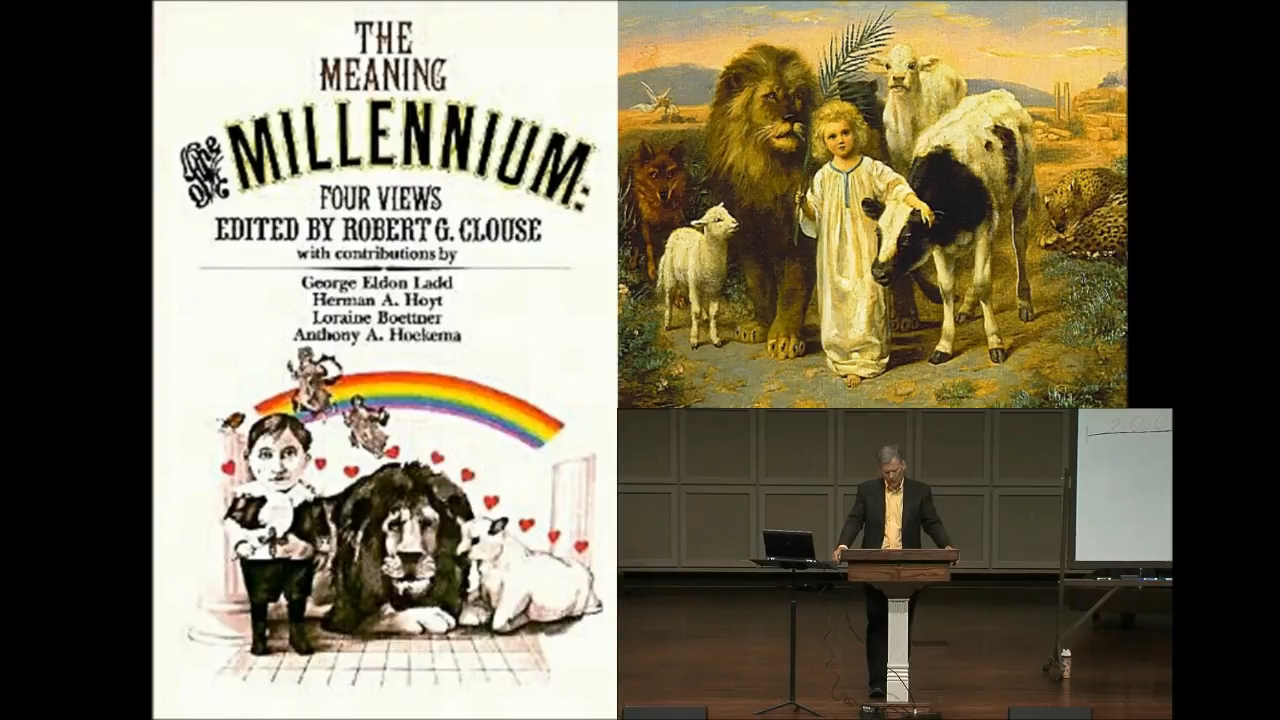 THE
MEANING
MILLENNIUM:
FOUR VIEWS
EDITED BY ROBERT G. CLOUSE
with contributions by
George Eldon Ladd
Herman A. Hoyt
Loraine Boettner
Anthony A. Hoekema